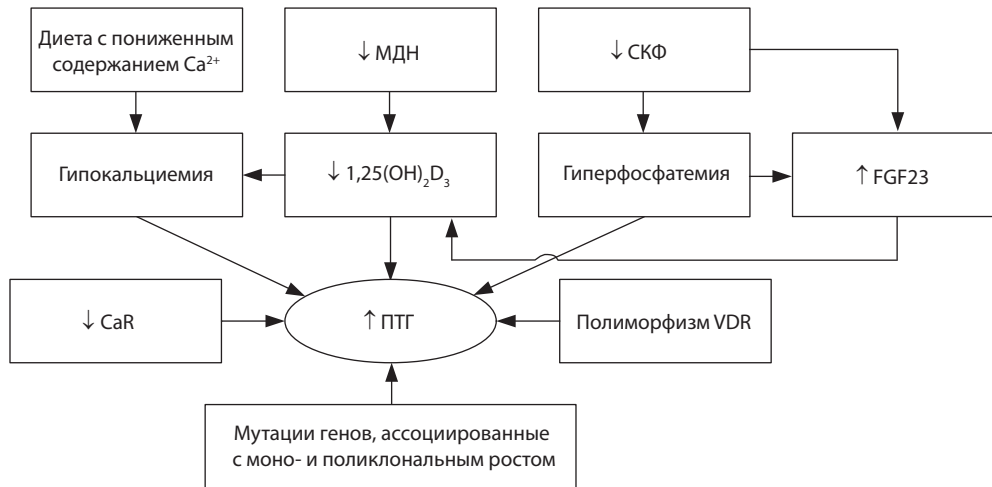 Диета с пониженным
содержанием Ca²⁺
↓ МДН
↓ СКФ
Гипокальциемия
↓ 1,25(OH)₂D₃
Гиперфосфатемия
↑ FGF23
↓ CaR
↑ ПТГ
Полиморфизм VDR
Мутации генов, ассоциированные
с моно- и поликлональным ростом